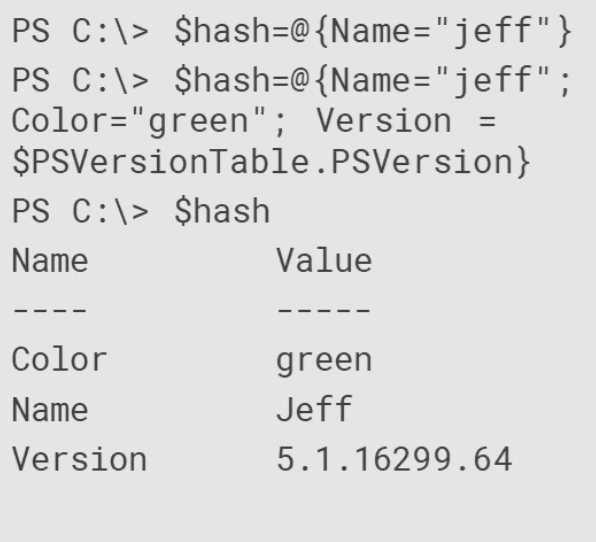 PS C:\> $hash=@{Name="jeff"}
PS C:\> $hash=@{Name="jeff";
Color="green"; Version =
$PSVersionTable.PSVersion}
PS C:\> $hash
Name Value
---- -----
Color green
Name Jeff
Version 5.1.16299.64